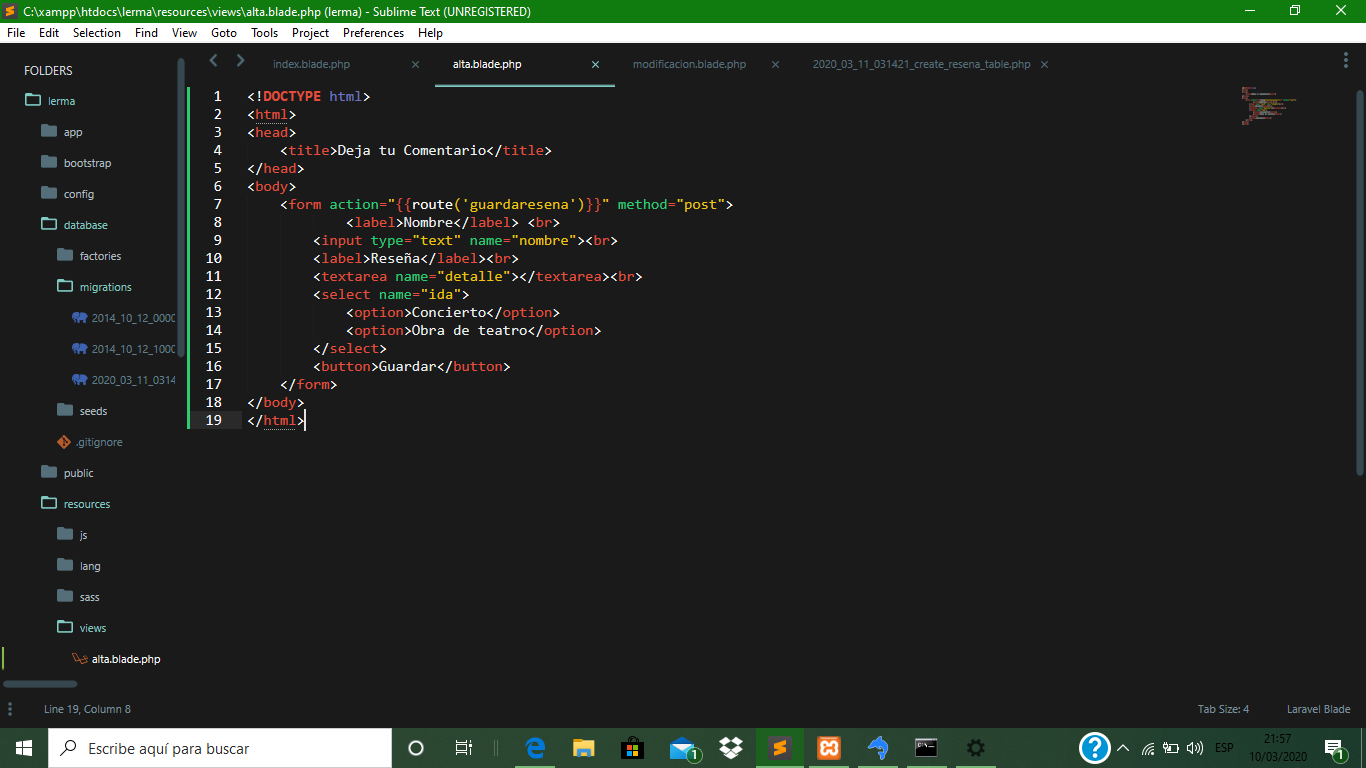 C:\xampp\htdocs\lerma\resources\views\alta.blade.php (lerma) - Sublime Text (UNREGISTERED)
File Edit Selection Find View Goto Tools Project Preferences Help
FOLDERS
lerma
app
bootstrap
config
database
factories
migrations
2014_10_12_0000
2014_10_12_1000
2020_03_11_0314
seeds
.gitignore
public
resources
js
lang
sass
views
alta.blade.php
index.blade.php alta.blade.php modificacion.blade.php 2020_03_11_031421_create_resena_table.php
1 <!DOCTYPE html>
2 <html>
3 <head>
4 <title>Deja tu Comentario</title>
5 </head>
6 <body>
7 <form action="{{route('guardaresena')}}" method="post">
8 <label>Nombre</label> <br>
9 <input type="text" name="nombre"><br>
10 <label>Reseña</label><br>
11 <textarea name="detalle"></textarea><br>
12 <select name="ida">
13 <option>Concierto</option>
14 <option>Obra de teatro</option>
15 </select>
16 <button>Guardar</button>
17 </form>
18 </body>
19 </html>
Line 19, Column 8 Tab Size: 4 Laravel Blade
Escribe aquí para buscar
1
ESP
21:57
10/03/2020
1